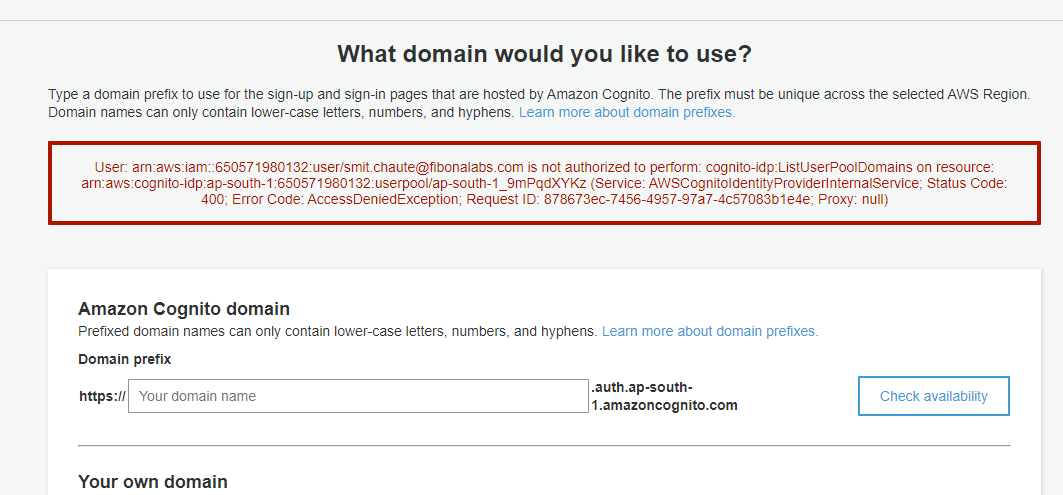 What domain would you like to use?
Type a domain prefix to use for the sign-up and sign-in pages that are hosted by Amazon Cognito. The prefix must be unique across the selected AWS Region.
Domain names can only contain lower-case letters, numbers, and hyphens. Learn more about domain prefixes.
User: arn:aws:iam::650571980132:user/smit.chaute@fibonalabs.com is not authorized to perform: cognito-idp:ListUserPoolDomains on resource:
arn:aws:cognito-idp:ap-south-1:650571980132:userpool/ap-south-1_9mPqdXYKz (Service: AWSCognitoIdentityProviderInternalService; Status Code:
400; Error Code: AccessDeniedException; Request ID: 878673ec-7456-4957-97a7-4c57083b1e4e; Proxy: null)
Amazon Cognito domain
Prefixed domain names can only contain lower-case letters, numbers, and hyphens. Learn more about domain prefixes.
Domain prefix
https:// Your domain name .auth.ap-south-
1.amazoncognito.com
Check availability
Your own domain